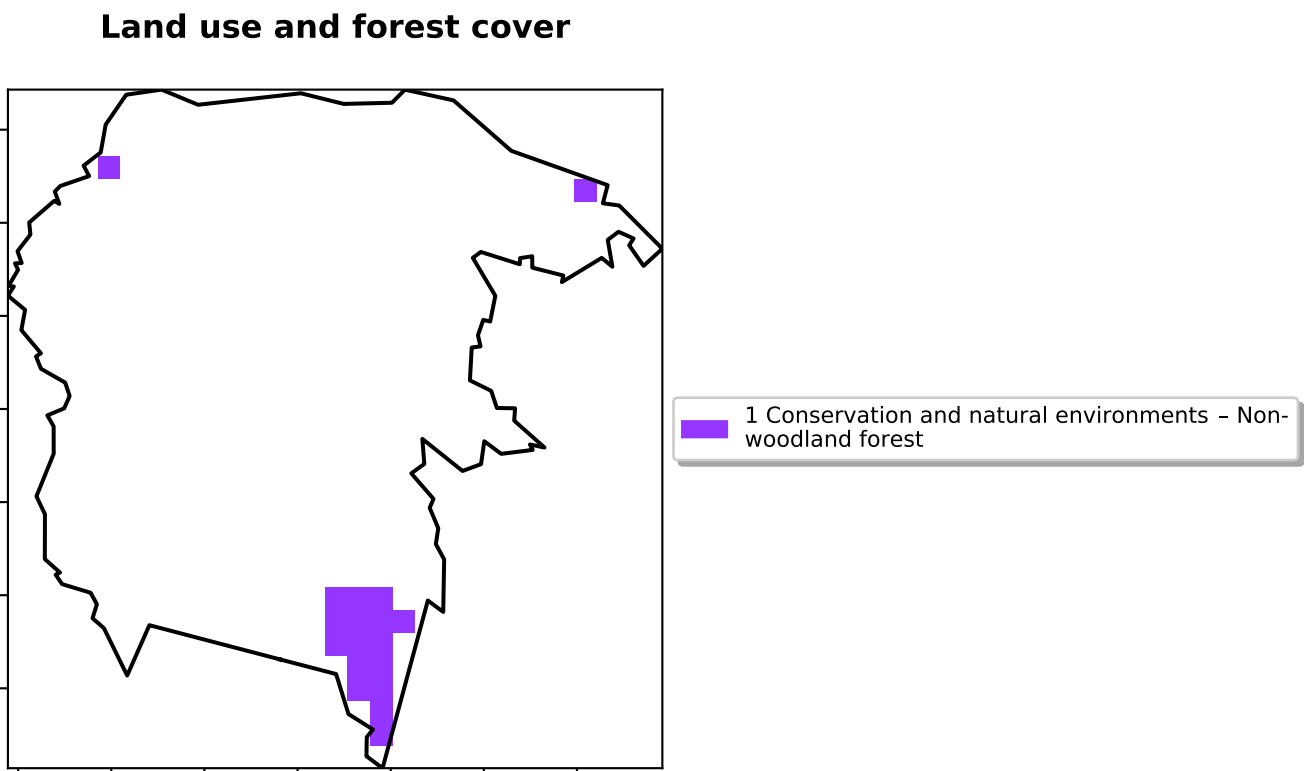 Land use and forest cover
1 Conservation and natural environments – Non-
woodland forest